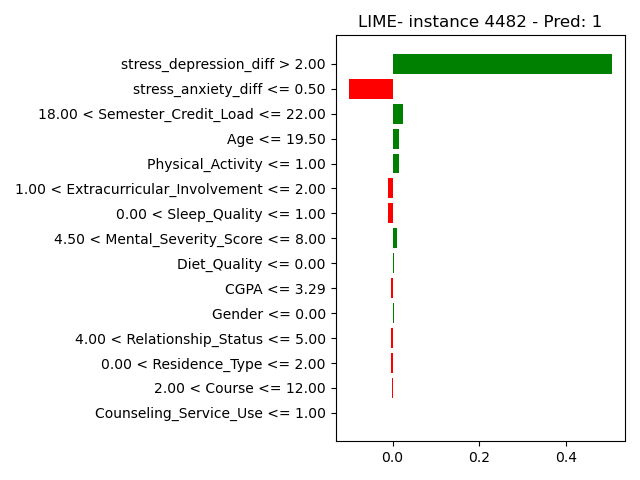 LIME- instance 4482 - Pred: 1
stress_depression_diff > 2.00
stress_anxiety_diff <= 0.50
18.00 < Semester_Credit_Load <= 22.00
Age <= 19.50
Physical_Activity <= 1.00
1.00 < Extracurricular_Involvement <= 2.00
0.00 < Sleep_Quality <= 1.00
4.50 < Mental_Severity_Score <= 8.00
Diet_Quality <= 0.00
CGPA <= 3.29
Gender <= 0.00
4.00 < Relationship_Status <= 5.00
0.00 < Residence_Type <= 2.00
2.00 < Course <= 12.00
Counseling_Service_Use <= 1.00
0.0 0.2 0.4